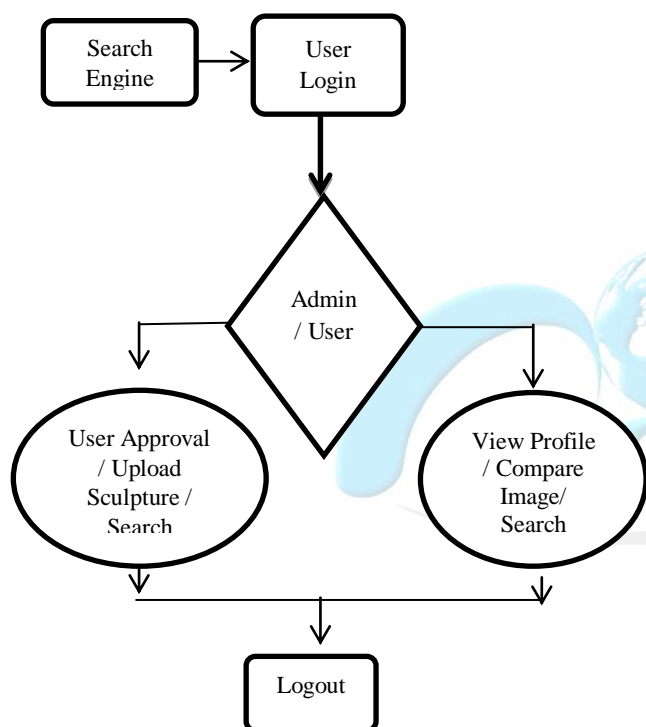 Search
Engine
User
Login
Admin
/ User
User Approval
/ Upload
Sculpture /
Search
View Profile
/ Compare
Image/
Search
Logout